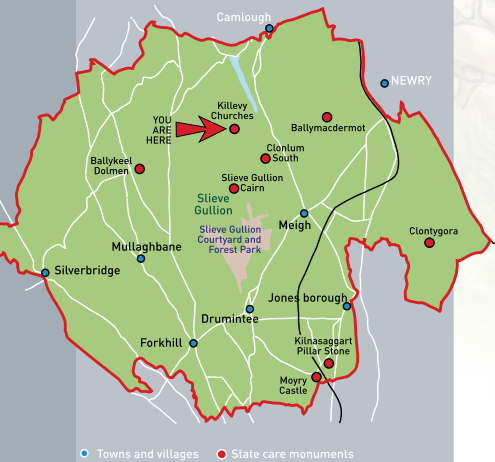 Camlough
NEWRY
Killevy
Churches
YOU
ARE
HERE
Ballymacdermot
Clonlum
South
Ballykeel
Dolmen
Slieve Gullion
Cairn
Slieve
Gullion
Meigh
Slieve Gullion
Courtyard and
Forest Park
Clontygora
Mullaghbane
Silverbridge
Jones borough
Drumintee
Forkhill
Kilnasaggart
Pillar Stone
Moyry
Castle
Towns and villages
State care monuments